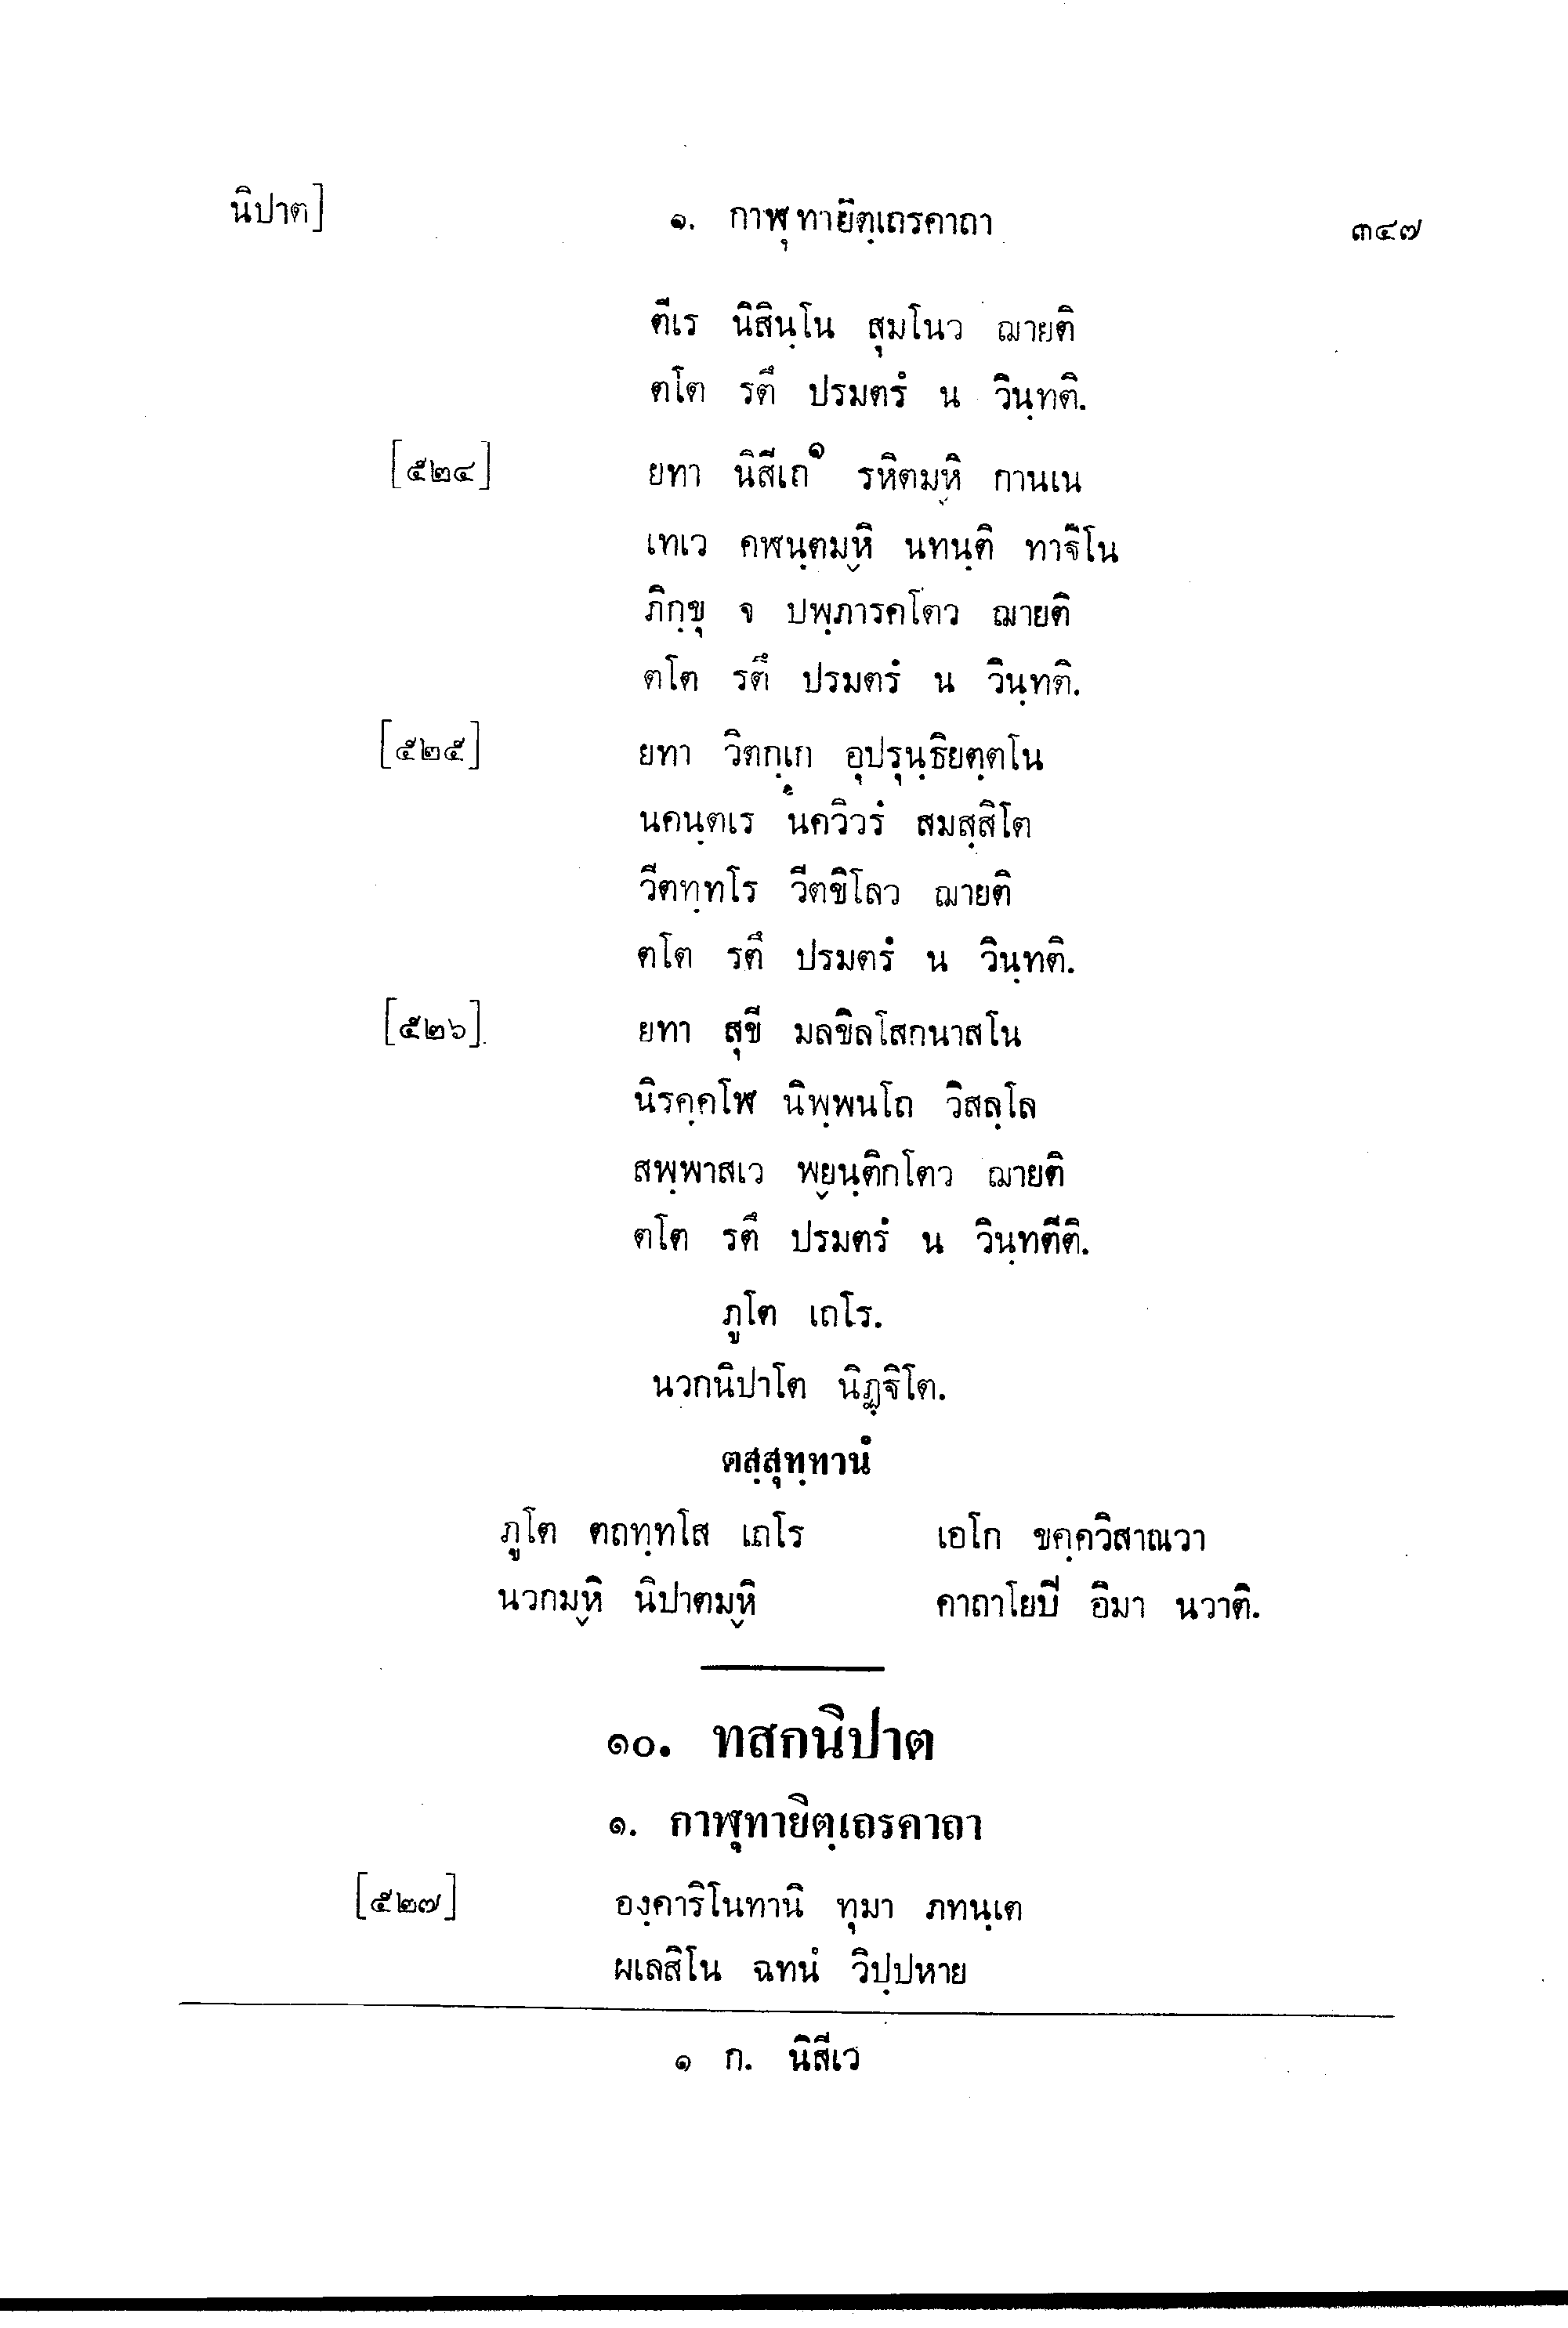 นิปาต] ๑. กาฬุทายิตฺเถรคาถา ๓๔๗
ตีเร นิสินฺโน สุมโนว ฌายติ
ตโต รตึ ปรมตรํ น วินฺทติ.
[๕๒๔] ยทา นิสีเถ๑ รหิตมฺหิ กานเน
เทเว คฬนฺตมฺหิ นทนฺติ ทาฐิโน
ภิกฺขุ จ ปพฺภารคโตว ฌายติ
ตโต รตึ ปรมตรํ น วินฺทติ.
[๕๒๕] ยทา วิตกฺเก อุปรุนฺธิยตฺตโน
นคนฺตเร นควิวรํ สมสฺสิโต
วีตทฺทโร วีตขิโลว ฌายติ
ตโต รตึ ปรมตรํ น วินฺทติ.
[๕๒๖] ยทา สุขี มลขิลโสกนาสโน
นิรคฺคโฬ นิพฺพนโถ วิสลฺโล
สพฺพาสเว พฺยนฺติกโตว ฌายติ
ตโต รตึ ปรมตรํ น วินฺทตีติ.
ภูโต เถโร.
นวกนิปาโต นิฏฺฐิโต.
ตสฺสุทฺทานํ
ภูโต ตถทฺทโส เถโร เอโก ขคฺควิสาณวา
นวกมฺหิ นิปาตมฺหิ คาถาโยปี อิมา นวาติ.
๑๐. ทสกนิปาต
๑. กาฬุทายิตฺเถรคาถา
[๕๒๗] องฺคาริโนทานิ ทุมา ภทนฺเต
ผเลสิโน ฉทนํ วิปฺปหาย
๑ ก. นิสีเว